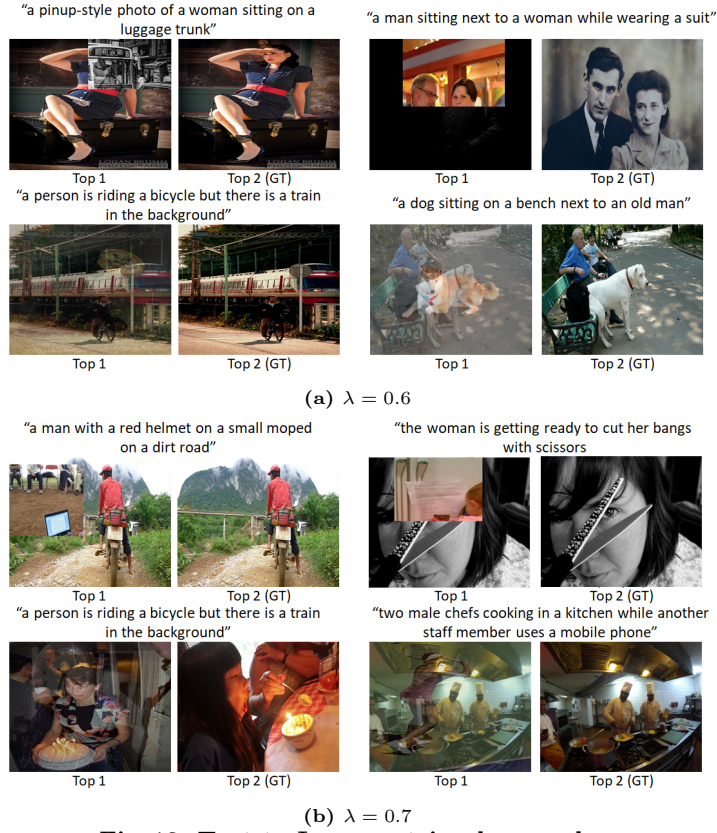 “a pinup-style photo of a woman sitting on a
luggage trunk”
“a man sitting next to a woman while wearing a suit”
LOGAN BRUMM
Top 1
LOGAN BRUMM
Top 2 (GT)
Top 1
Top 2 (GT)
“a person is riding a bicycle but there is a train
in the background”
“a dog sitting on a bench next to an old man”
Top 1
Top 2 (GT)
Top 1
Top 2 (GT)
(a) λ = 0.6
“a man with a red helmet on a small moped
on a dirt road”
“the woman is getting ready to cut her bangs
with scissors
Top 1
Top 2 (GT)
Top 1
Top 2 (GT)
“a person is riding a bicycle but there is a train
in the background”
“two male chefs cooking in a kitchen while another
staff member uses a mobile phone”
Top 1
Top 2 (GT)
Top 1
Top 2 (GT)
(b) λ = 0.7